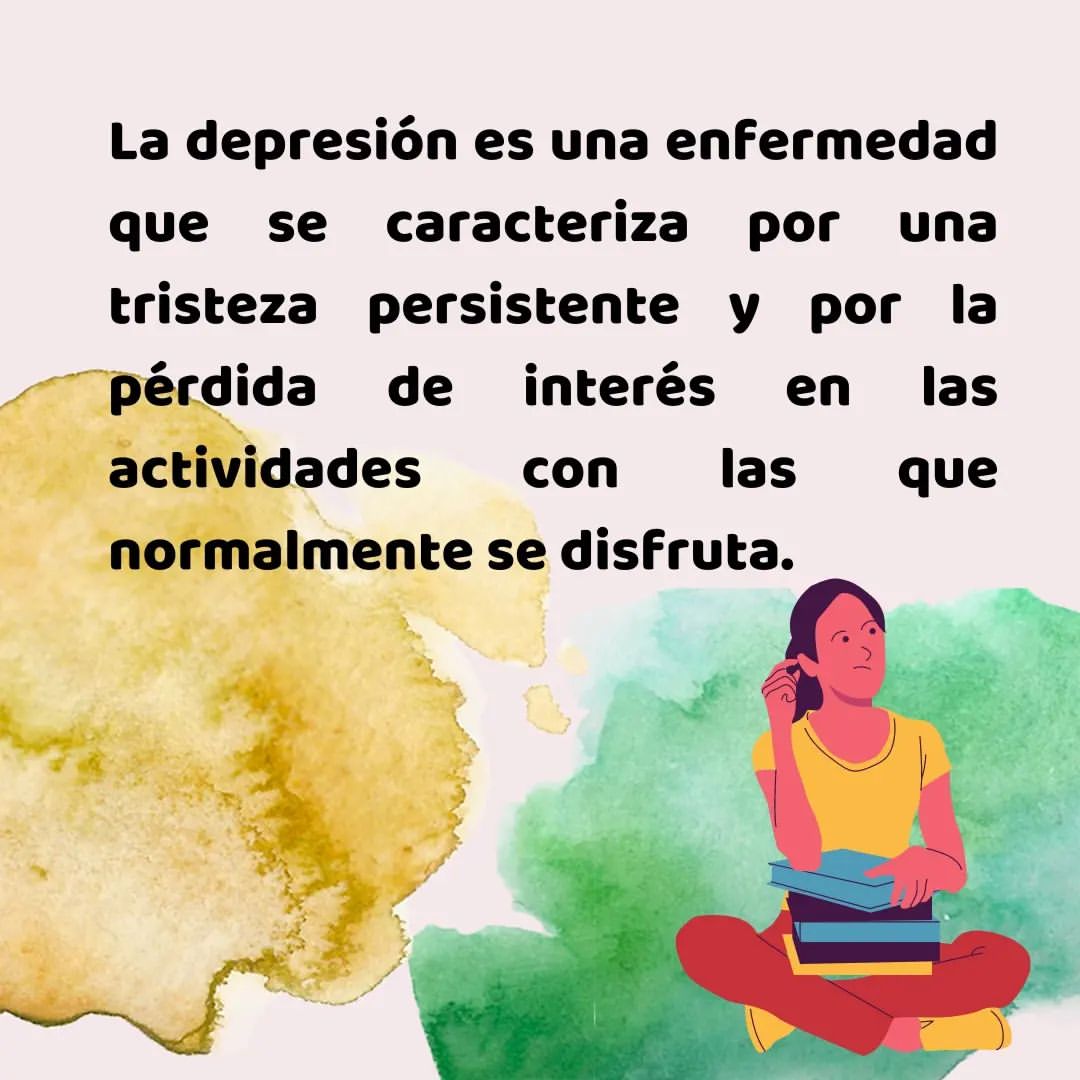 La depresión es una enfermedad
que se caracteriza por una
tristeza persistente y por la
pérdida de interés en las
actividades con las que
normalmente se disfruta.